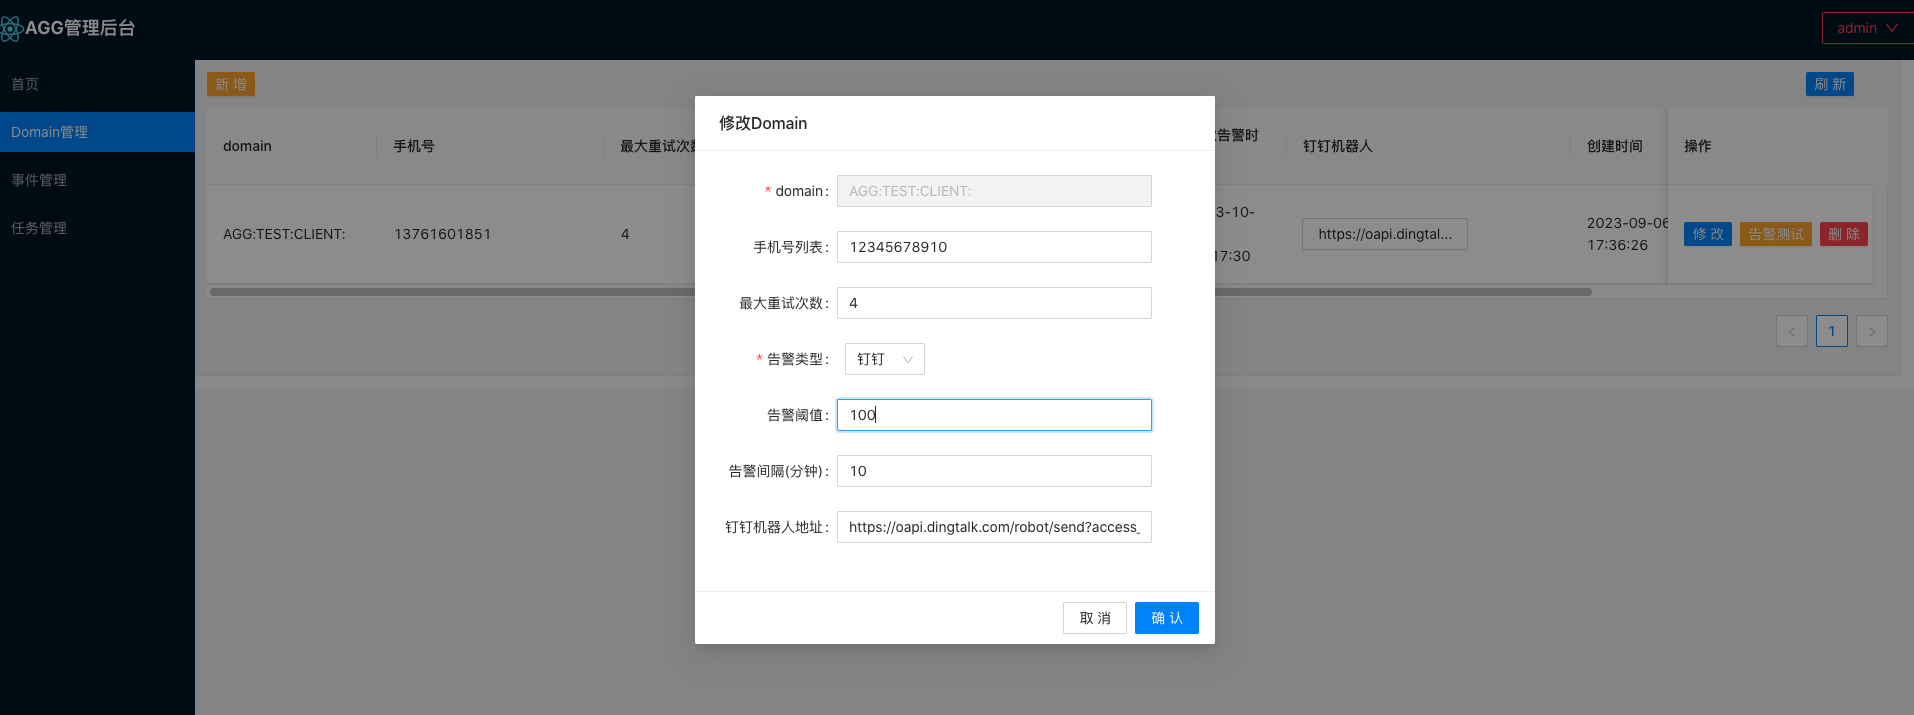 AGG管理后台
admin
首页
Domain管理
事件管理
任务管理
新 增
刷 新
domain
手机号
最大重试次数
告警时
钉钉机器人
创建时间
操作
AGG:TEST:CLIENT:
13761601851
4
3-10-
17:30
https://oapi.dingtal...
2023-09-06
17:36:26
修 改
告警测试
删 除
1
修改Domain
* domain:
AGG:TEST:CLIENT:
手机号列表:
12345678910
最大重试次数:
4
* 告警类型:
钉钉
告警阈值:
100
告警间隔(分钟):
10
钉钉机器人地址:
https://oapi.dingtalk.com/robot/send?access_
取 消
确 认